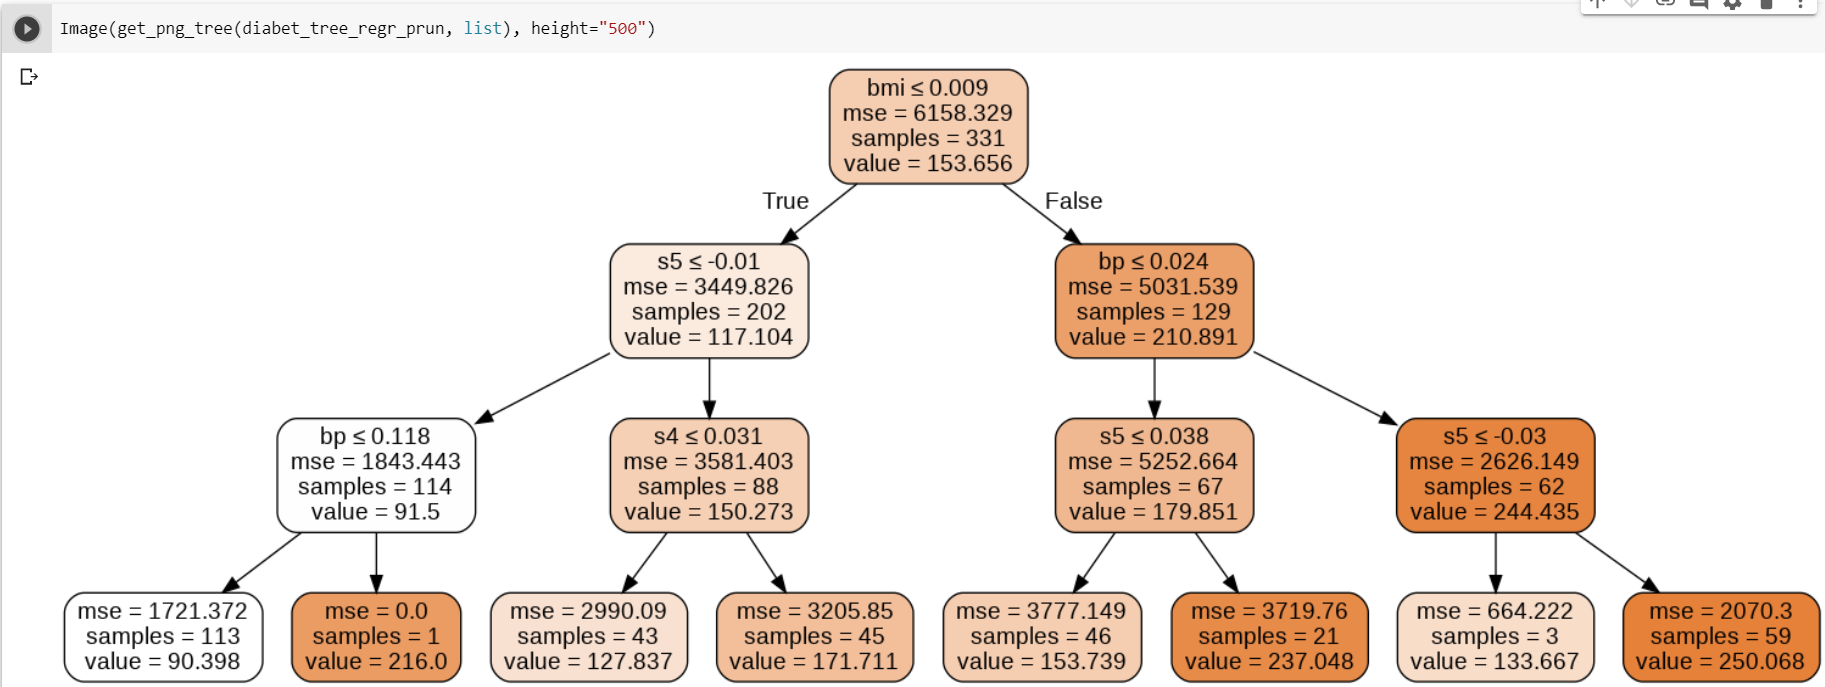 Image(get_png_tree(diabet_tree_regr_prun, list), height="500")
bmi ≤ 0.009
mse = 6158.329
samples = 331
value = 153.656
True
False
s5 ≤ -0.01
mse = 3449.826
samples = 202
value = 117.104
bp ≤ 0.024
mse = 5031.539
samples = 129
value = 210.891
bp ≤ 0.118
mse = 1843.443
samples = 114
value = 91.5
s4 ≤ 0.031
mse = 3581.403
samples = 88
value = 150.273
s5 ≤ 0.038
mse = 5252.664
samples = 67
value = 179.851
s5 ≤ -0.03
mse = 2626.149
samples = 62
value = 244.435
mse = 1721.372
samples = 113
value = 90.398
mse = 0.0
samples = 1
value = 216.0
mse = 2990.09
samples = 43
value = 127.837
mse = 3205.85
samples = 45
value = 171.711
mse = 3777.149
samples = 46
value = 153.739
mse = 3719.76
samples = 21
value = 237.048
mse = 664.222
samples = 3
value = 133.667
mse = 2070.3
samples = 59
value = 250.068